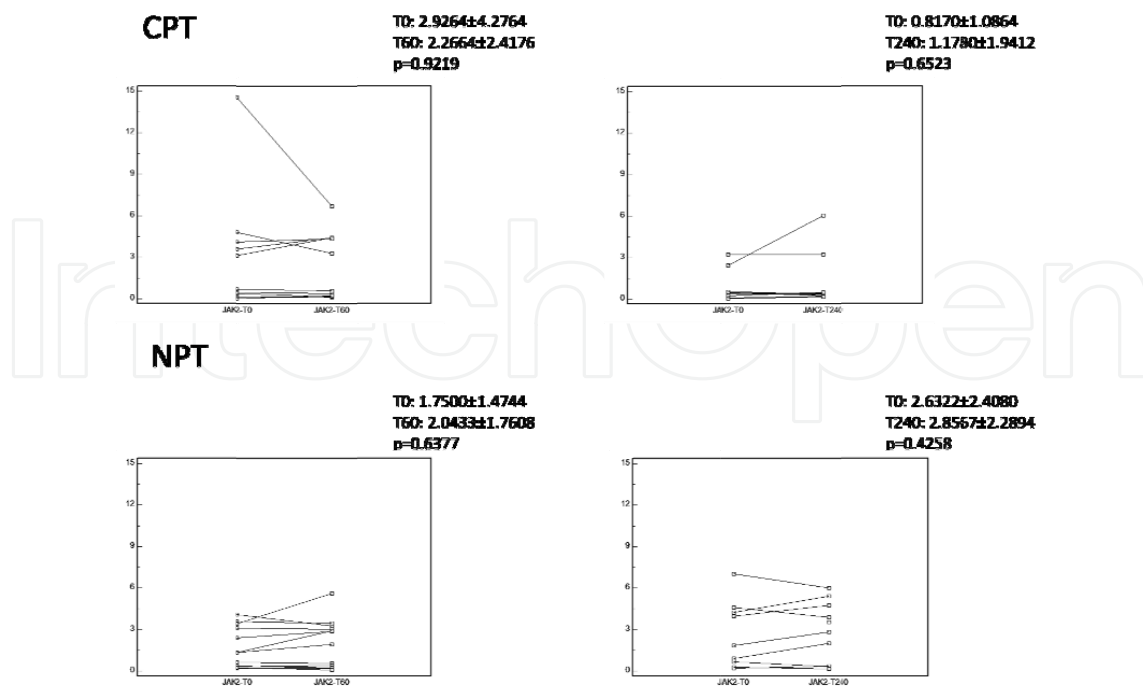 CPT
T0: 2.9264±4.2764
T60: 2.2664±2.4176
p=0.9219
T0: 0.8170±1.0864
T240: 1.1780±1.9412
p=0.6523
15
12
9
6
3
0
JAK2-T0 JAK2-T60
15
12
9
6
3
0
JAK2-T0 JAK2-T240
IntechOpen
NPT
T0: 1.7500±1.4744
T60: 2.0433±1.7608
p=0.6377
T0: 2.6322±2.4080
T240: 2.8567±2.2894
p=0.4258
15
12
9
6
3
0
JAK2-T0 JAK2-T60
15
12
9
6
3
0
JAK2-T0 JAK2-T240